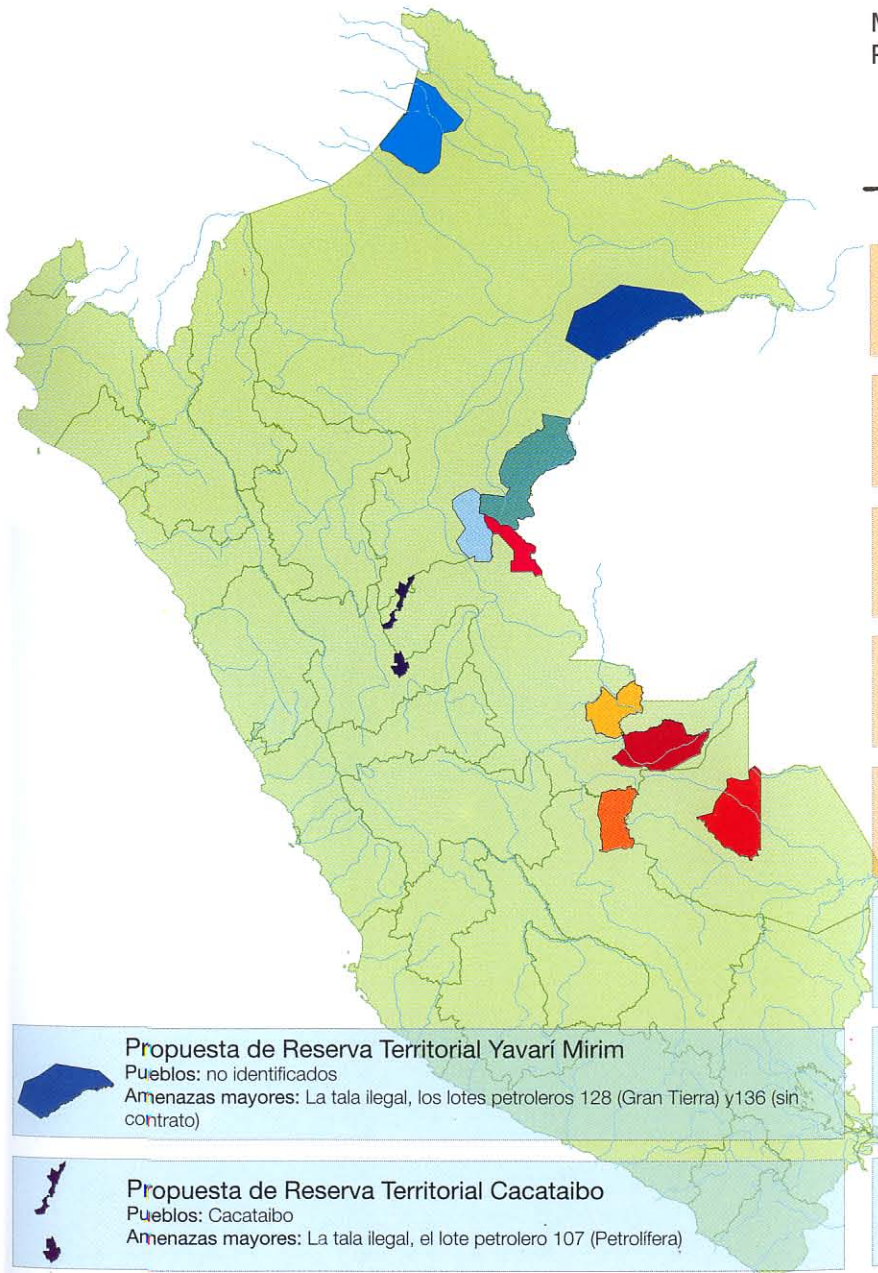 Propuesta de Reserva Territorial Yavarí Mirim
Pueblos: no identificados
Amenazas mayores: La tala ilegal, los lotes petroleros 128 (Gran Tierra) y136 (sin
contrato)
Propuesta de Reserva Territorial Cacataibo
Pueblos: Cacataibo
Amenazas mayores: La tala ilegal, el lote petrolero 107 (Petrolífera)